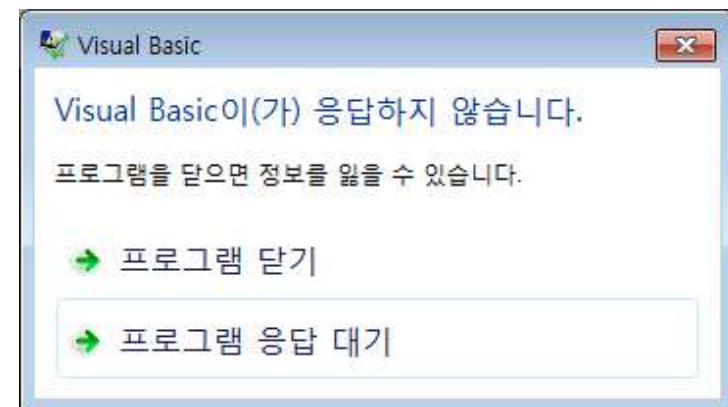 Visual Basic
Visual Basic이(가) 응답하지 않습니다.
프로그램을 닫으면 정보를 잃을 수 있습니다.
프로그램 닫기
프로그램 응답 대기